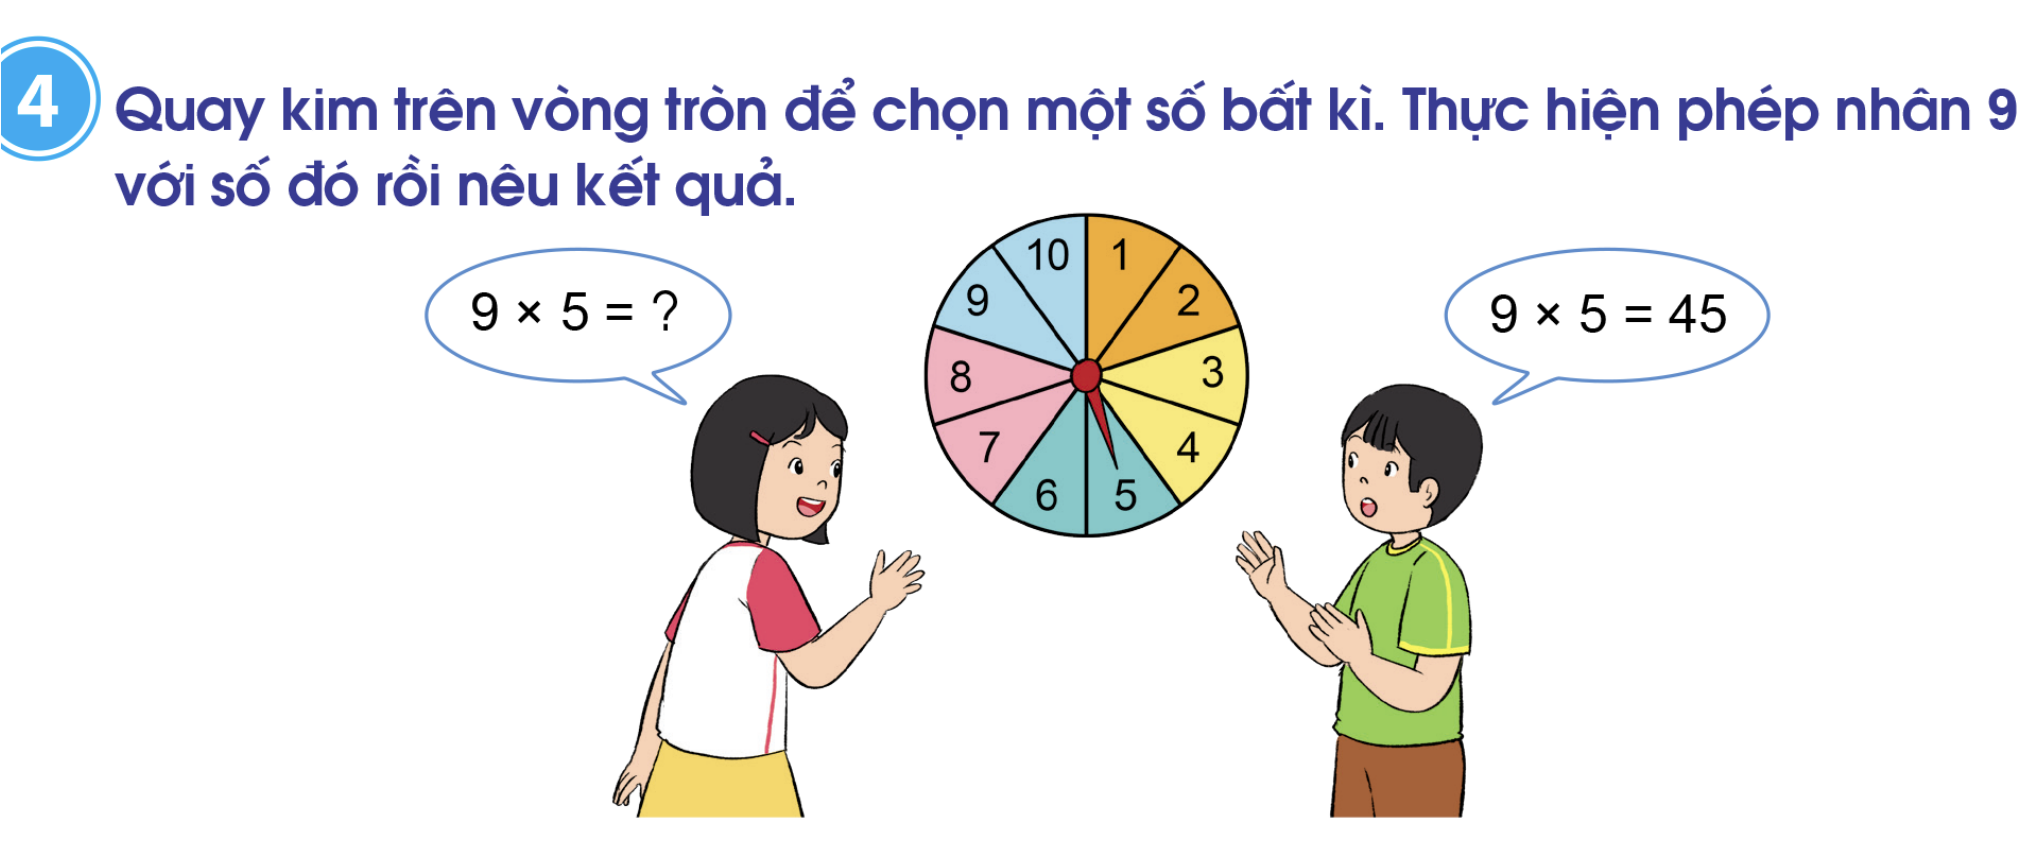 4
Quay kim trên vòng tròn để chọn một số bất kì. Thực hiện phép nhân 9
với số đó rồi nêu kết quả.
9 × 5 = ?
10 1
9 2
8 3
7 4
6 5
9 × 5 = 45